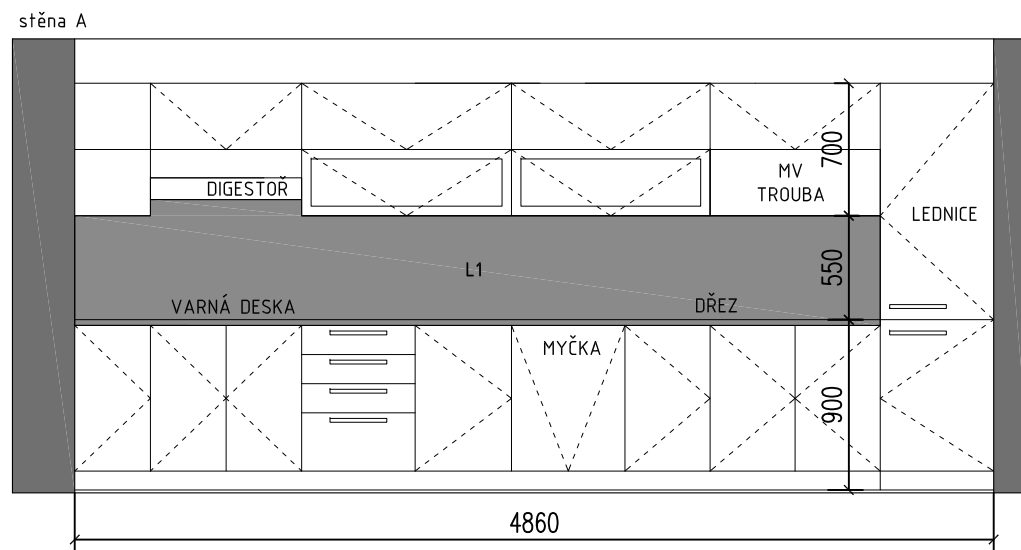 stěna A
700
MV
TROUBA
DIGESTOŘ
LEDNICE
550
L1
VARNÁ DESKA
DŘEZ
MYČKA
900
4860